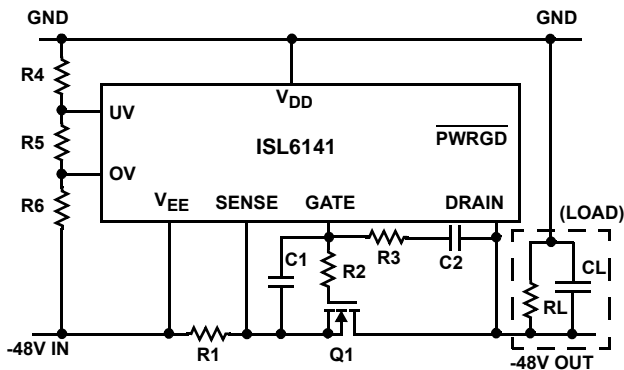 GND
GND
R4
UV
VDD
PWRGD
R5
ISL6141
OV
R6
VEE
SENSE
GATE
DRAIN
(LOAD)
C1
R2
R3
C2
CL
RL
-48V IN
R1
Q1
-48V OUT